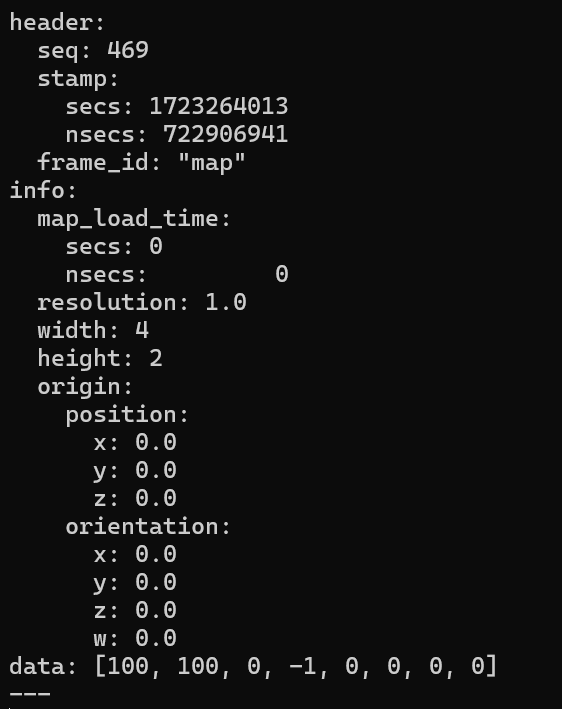 header:
  seq: 469
  stamp:
    secs: 1723264013
    nsecs: 722906941
  frame_id: "map"
info:
  map_load_time:
    secs: 0
    nsecs:         0
  resolution: 1.0
  width: 4
  height: 2
  origin:
    position:
      x: 0.0
      y: 0.0
      z: 0.0
    orientation:
      x: 0.0
      y: 0.0
      z: 0.0
      w: 0.0
data: [100, 100, 0, -1, 0, 0, 0, 0]
---